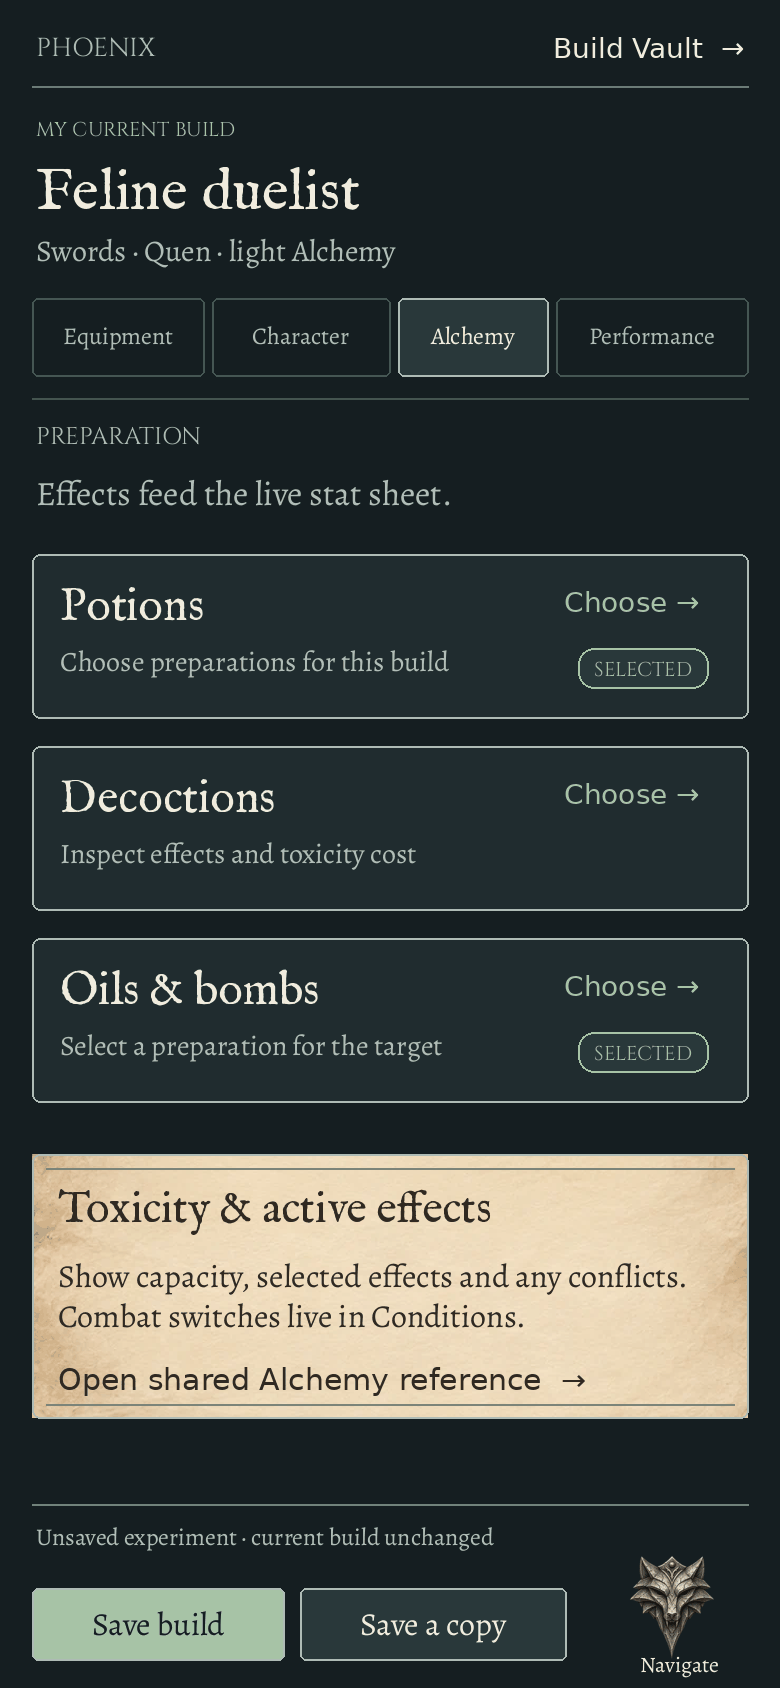 PHOENIX
Build Vault →
MY CURRENT BUILD
Feline duelist
Swords · Quen · light Alchemy
Equipment
Character
Alchemy
Performance
PREPARATION
Effects feed the live stat sheet.
Potions
Choose →
Choose preparations for this build
SELECTED
Decoctions
Choose →
Inspect effects and toxicity cost
Oils & bombs
Choose →
Select a preparation for the target
SELECTED
Toxicity & active effects
Show capacity, selected effects and any conflicts.
Combat switches live in Conditions.
Open shared Alchemy reference →
Unsaved experiment · current build unchanged
Save build
Save a copy
Navigate